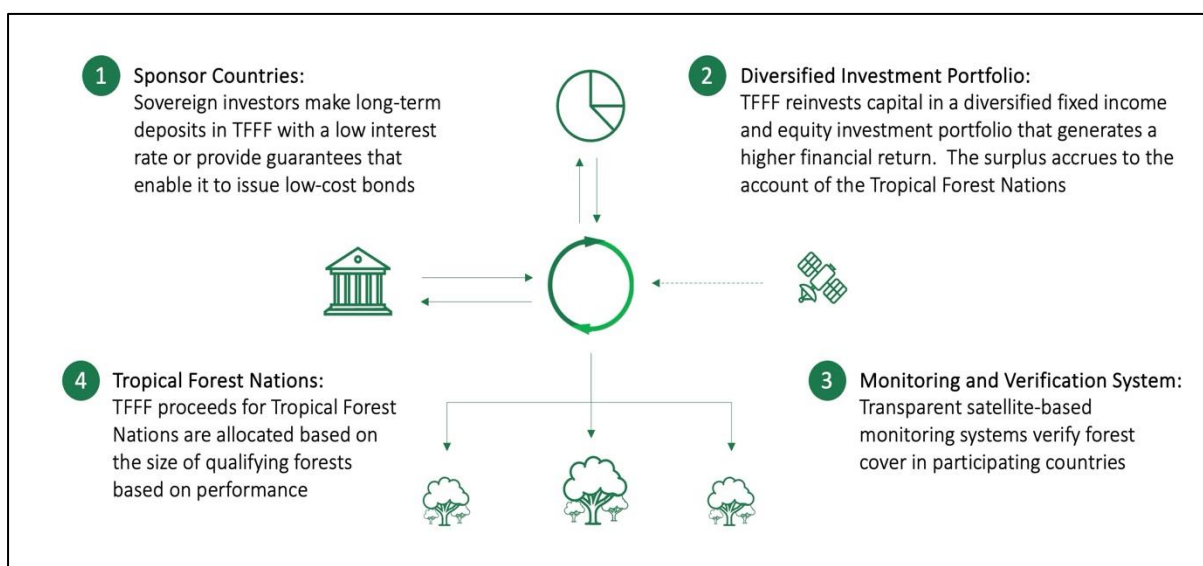 1
Sponsor Countries:
Sovereign investors make long-term
deposits in TFFF with a low interest
rate or provide guarantees that
enable it to issue low-cost bonds
2
Diversified Investment Portfolio:
TFFF reinvests capital in a diversified fixed income
and equity investment portfolio that generates a
higher financial return.  The surplus accrues to the
account of the Tropical Forest Nations
4
Tropical Forest Nations:
TFFF proceeds for Tropical Forest
Nations are allocated based on
the size of qualifying forests
based on performance
3
Monitoring and Verification System:
Transparent satellite-based
monitoring systems verify forest
cover in participating countries